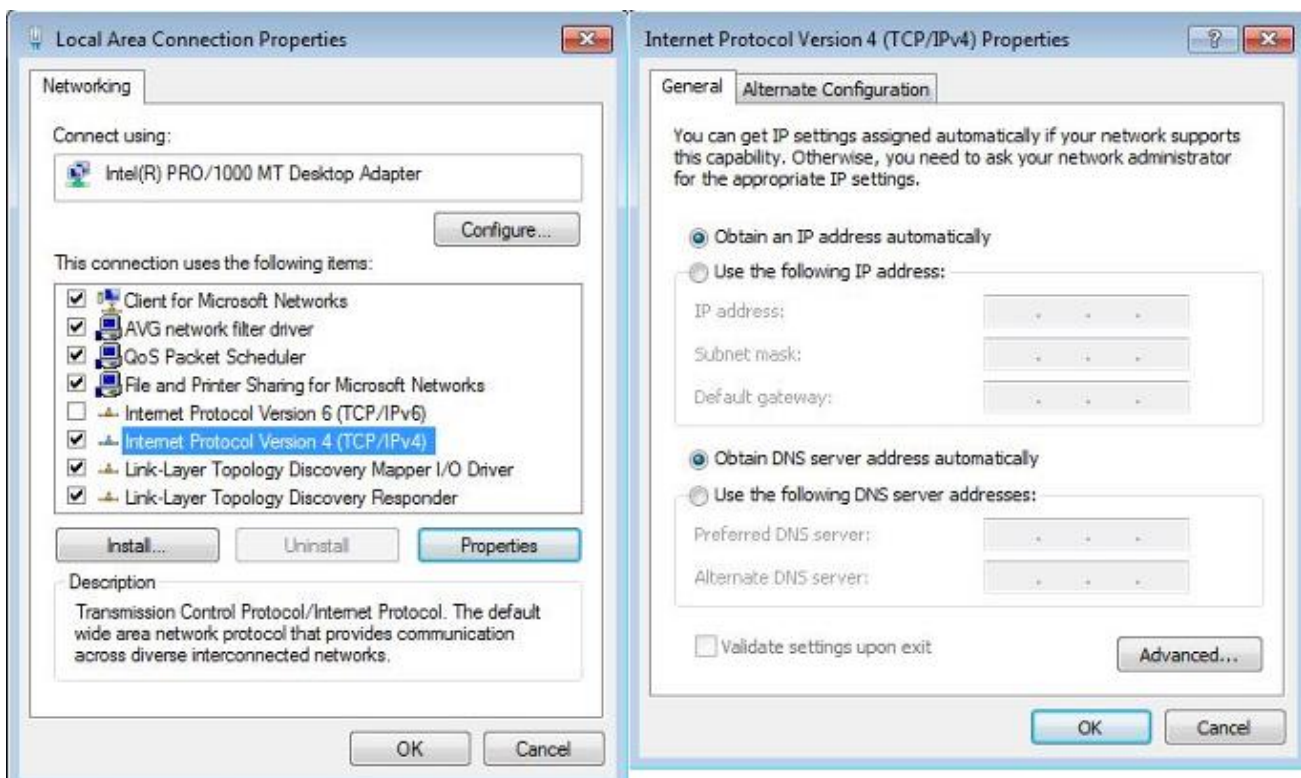 Local Area Connection Properties
Networking
Connect using:
Intel(R) PRO/1000 MT Desktop Adapter
Configure...
This connection uses the following items:
Client for Microsoft Networks
AVG network filter driver
QoS Packet Scheduler
File and Printer Sharing for Microsoft Networks
Internet Protocol Version 6 (TCP/IPv6)
Internet Protocol Version 4 (TCP/IPv4)
Link-Layer Topology Discovery Mapper I/O Driver
Link-Layer Topology Discovery Responder
Install...
Uninstall
Properties
Description
Transmission Control Protocol/Internet Protocol. The default
wide area network protocol that provides communication
across diverse interconnected networks.
OK
Cancel
Internet Protocol Version 4 (TCP/IPv4) Properties
?
General
Alternate Configuration
You can get IP settings assigned automatically if your network supports
this capability. Otherwise, you need to ask your network administrator
for the appropriate IP settings.
Obtain an IP address automatically
Use the following IP address:
IP address:
Subnet mask:
Default gateway:
Obtain DNS server address automatically
Use the following DNS server addresses:
Preferred DNS server:
Alternate DNS server:
Validate settings upon exit
Advanced...
OK
Cancel